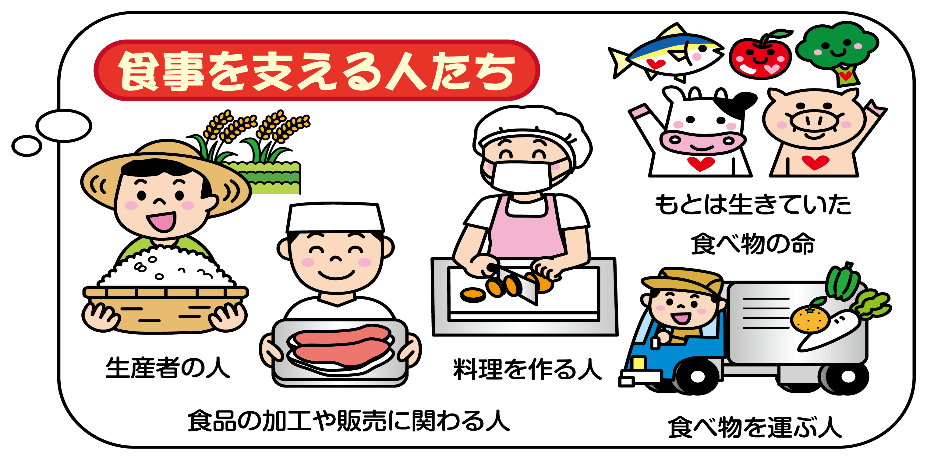 食事を支える人たち
もとは生きていた
食べ物の命
生産者の人
料理を作る人
食品の加工や販売に関わる人
食べ物を運ぶ人